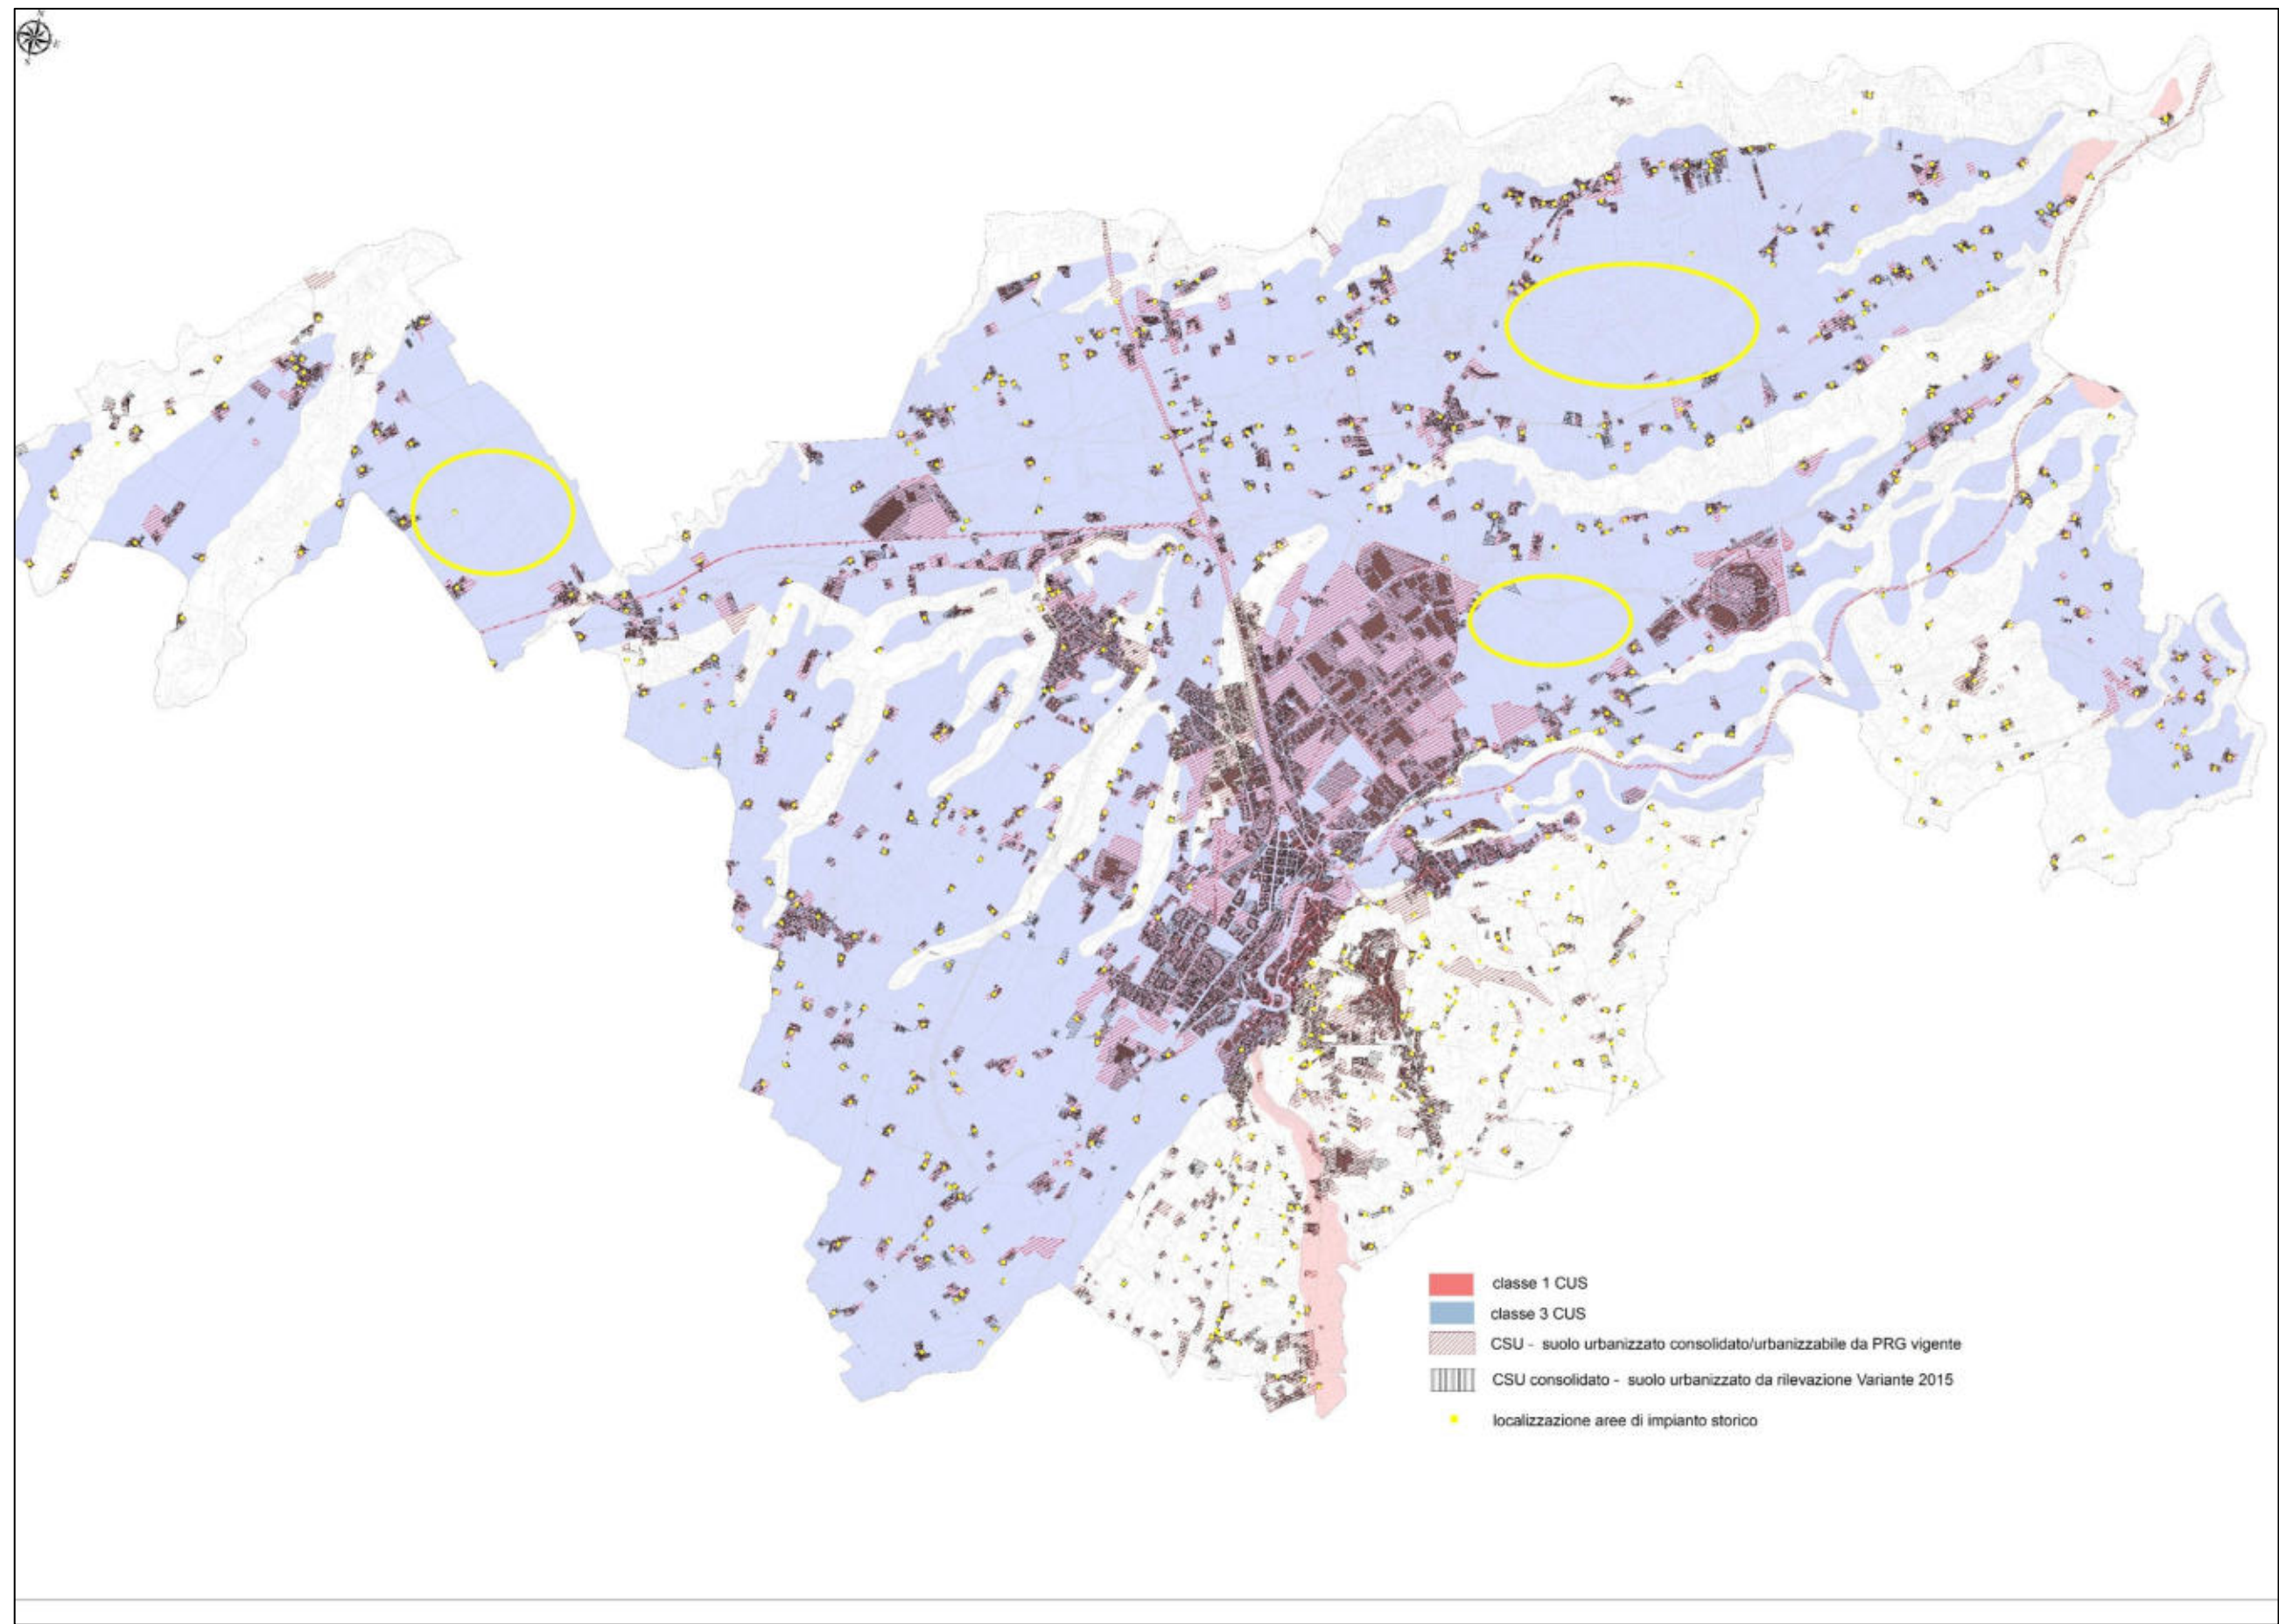 N
E
classe 1 CUS
classe 3 CUS
CSU - suolo urbanizzato consolidato/urbanizzabile da PRG vigente
CSU consolidato - suolo urbanizzato da rilevazione Variante 2015
localizzazione aree di impianto storico